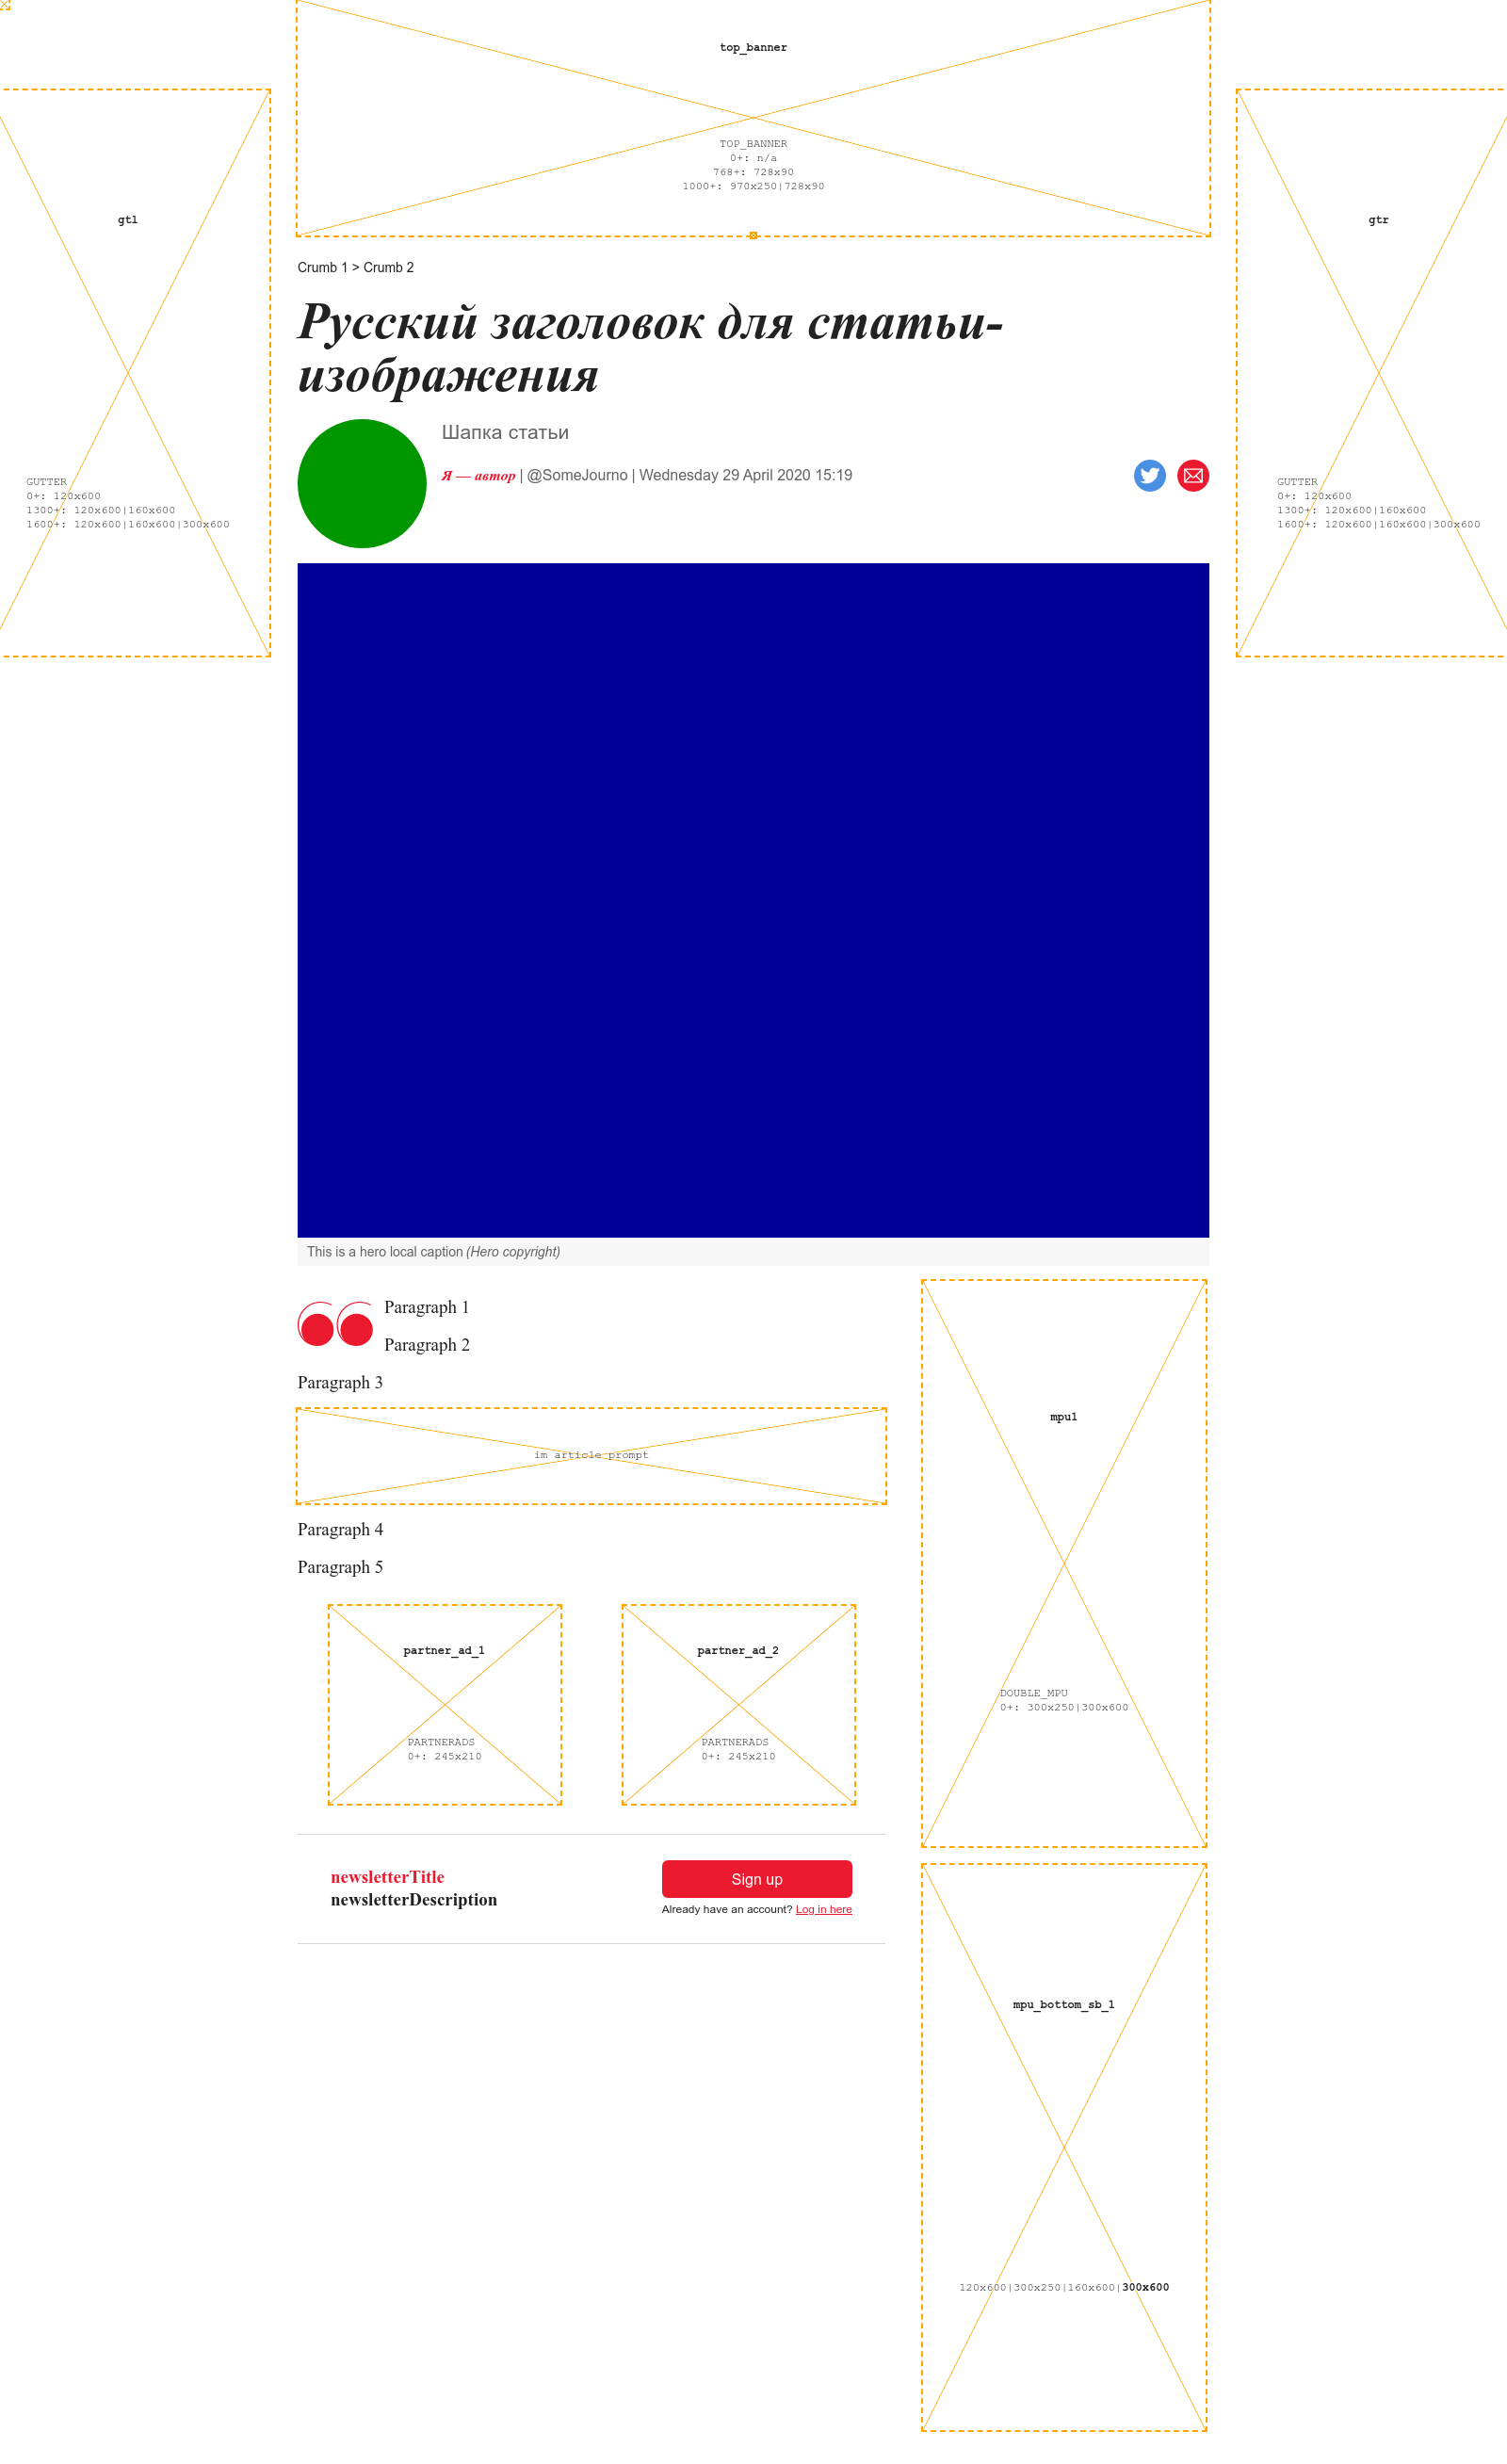 top_banner
TOP_BANNER
0+: n/a
768+: 728x90
1000+: 970x250|728x90
gtl
GUTTER
0+: 120x600
1300+: 120x600|160x600
1600+: 120x600|160x600|300x600
gtr
GUTTER
0+: 120x600
1300+: 120x600|160x600
1600+: 120x600|160x600|300x600
Crumb 1 > Crumb 2
Русский заголовок для статьи-
изображения
Шапка статьи
Я — автор | @SomeJourno | Wednesday 29 April 2020 15:19
This is a hero local caption (Hero copyright)
Paragraph 1
Paragraph 2
Paragraph 3
im article prompt
Paragraph 4
Paragraph 5
partner_ad_1
PARTNERADS
0+: 245x210
partner_ad_2
PARTNERADS
0+: 245x210
newsletterTitle
newsletterDescription
Sign up
Already have an account? Log in here
mpu1
DOUBLE_MPU
0+: 300x250|300x600
mpu_bottom_sb_1
120x600|300x250|160x600|300x600